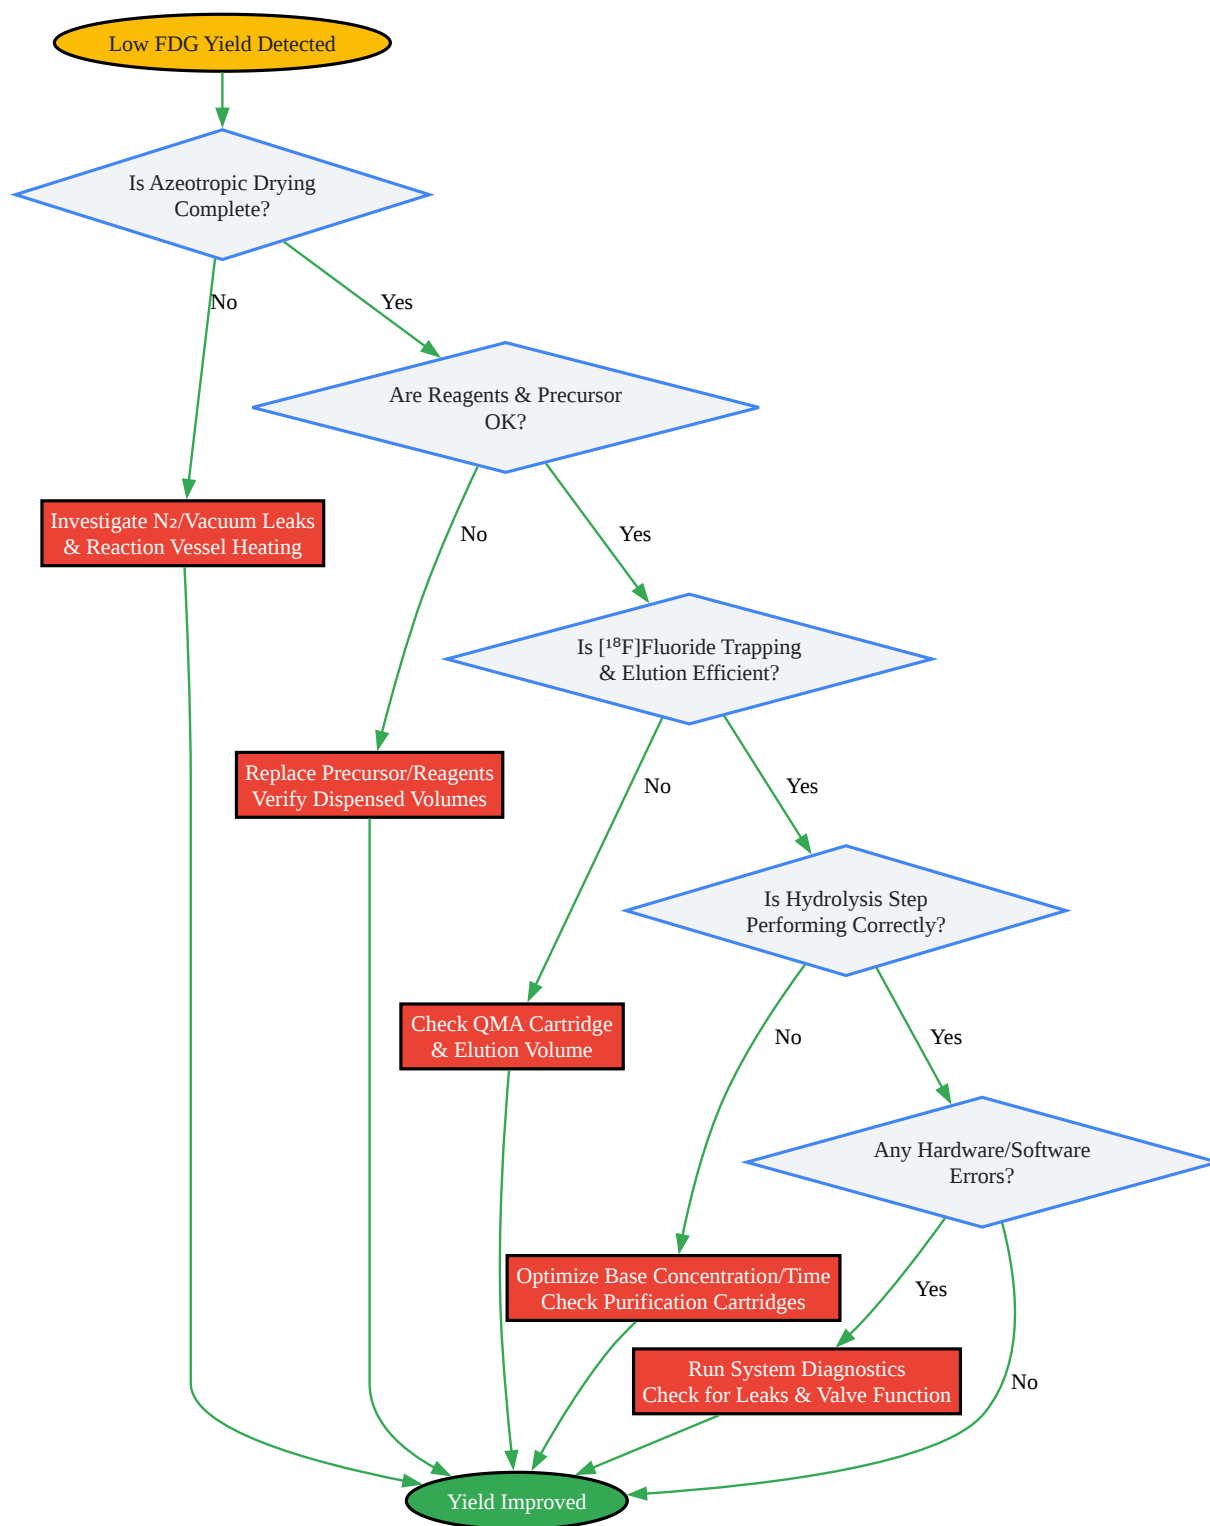 Low FDG Yield Detected
Is Azeotropic Drying
Complete?
No
Yes
Are Reagents & Precursor
OK?
Investigate N₂/Vacuum Leaks
& Reaction Vessel Heating
No
Yes
Is [¹⁸F]Fluoride Trapping
& Elution Efficient?
Replace Precursor/Reagents
Verify Dispensed Volumes
No
Yes
Is Hydrolysis Step
Performing Correctly?
Check QMA Cartridge
& Elution Volume
No
Yes
Any Hardware/Software
Errors?
Optimize Base Concentration/Time
Check Purification Cartridges
Yes
Run System Diagnostics
Check for Leaks & Valve Function
No
Yield Improved